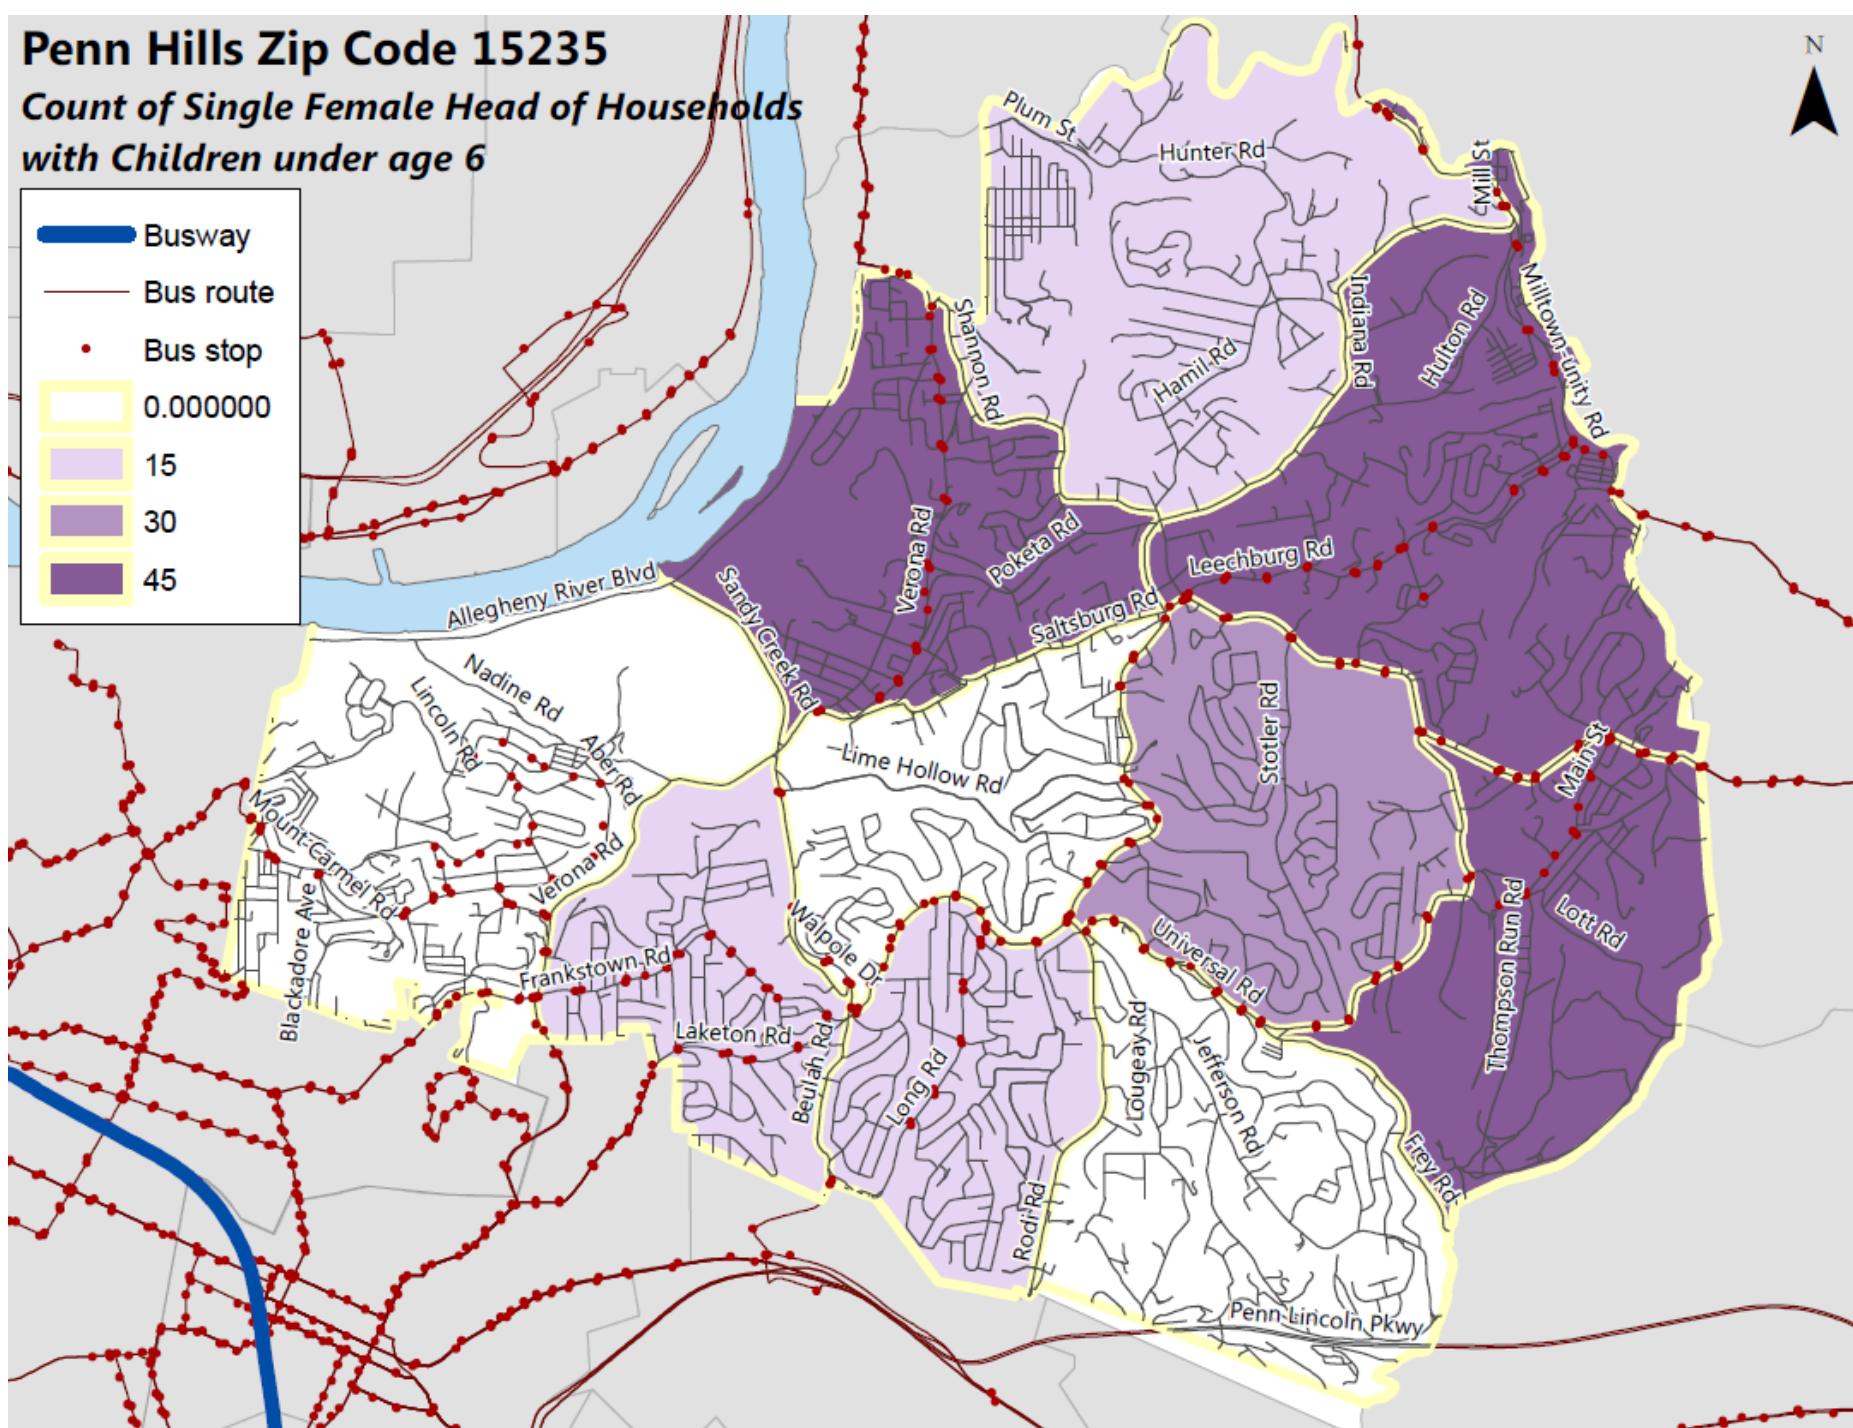 Penn Hills Zip Code 15235
Count of Single Female Head of Households
with Children under age 6
N
Busway
Bus route
Bus stop
0.000000
15
30
45
Plum St
Hunter Rd
Mill St
Shannon Rd
Indiana Rd
Hulton Rd
Milltown-unity Rd
Hamil Rd
Verona Rd
Poketa Rd
Leechburg Rd
Allegheny River Blvd
Sandy Creek Rd
Saltsburg Rd
Nadine Rd
Lincoln Rd
Aber Rd
Lime Hollow Rd
Stotler Rd
Main St
Mount-Carmel Rd
Verona Rd
Blackadore Ave
Walpole Dr
Frankstown Rd
Universal Rd
Thompson Run Rd
Lott Rd
Laketon Rd
Beulah Rd
Long Rd
Lougeay Rd
Jefferson Rd
Frey Rd
Rodi Rd
Penn Lincoln Pkwy